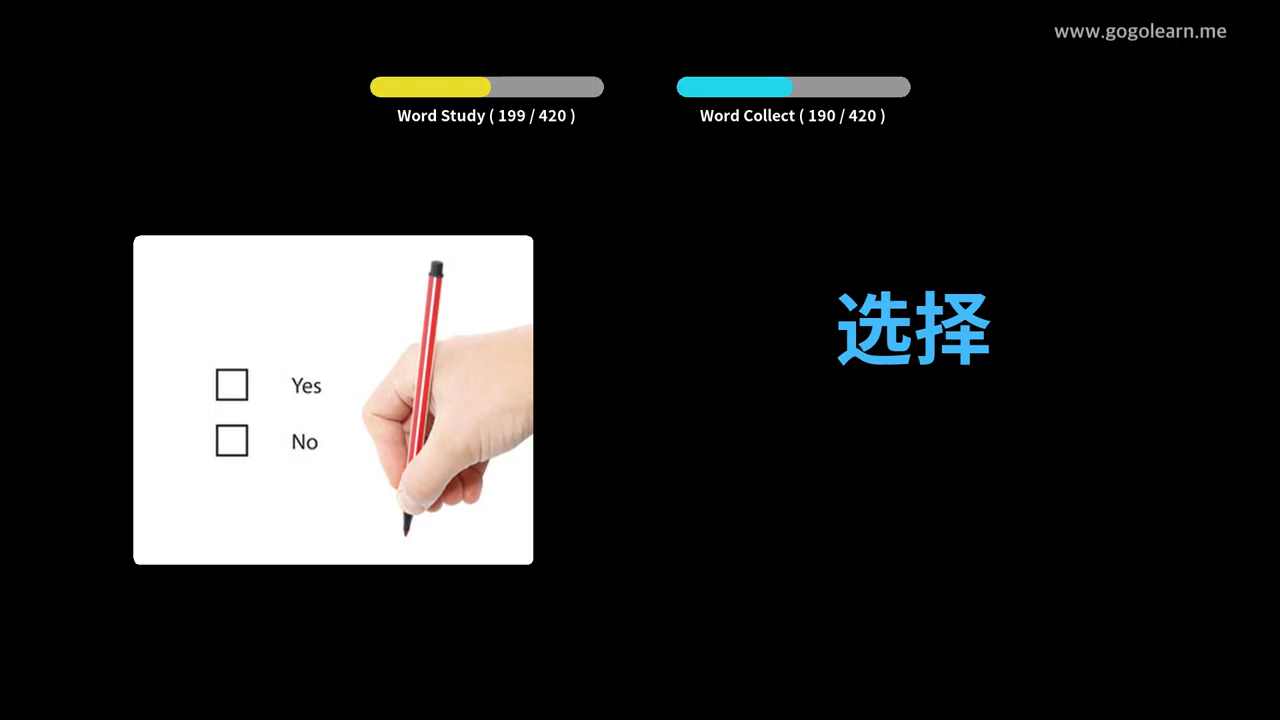 www.gogolearn.me
Word Study ( 199 / 420 )
Word Collect ( 190 / 420 )
选择
Yes
No